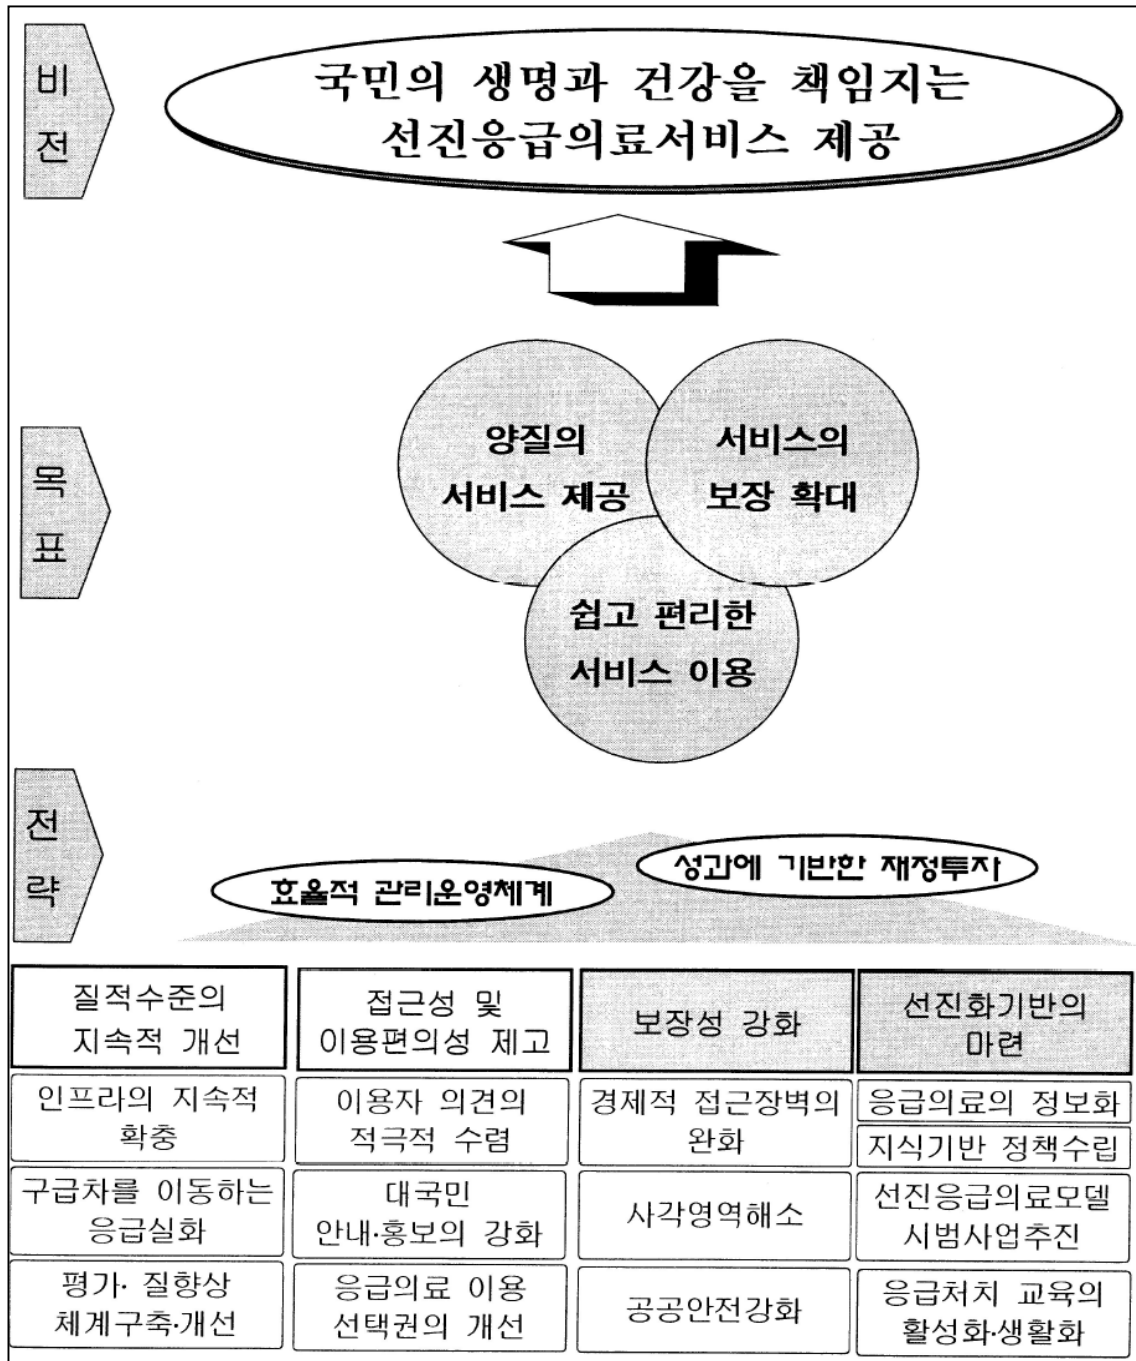 비
전
국민의 생명과 건강을 책임지는
선진응급의료서비스 제공
목
표
양질의
서비스 제공
서비스의
보장 확대
쉽고 편리한
서비스 이용
전
략
효율적 관리운영체계
성과에 기반한 재정투자
질적수준의
지속적 개선
접근성 및
이용편의성 제고
보장성 강화
선진화기반의
마련
인프라의 지속적
확충
이용자 의견의
적극적 수렴
경제적 접근장벽의
완화
응급의료의 정보화
지식기반 정책수립
구급차를 이동하는
응급실화
대국민
안내·홍보의 강화
사각영역해소
선진응급의료모델
시범사업추진
평가· 질향상
체계구축·개선
응급의료 이용
선택권의 개선
공공안전강화
응급처치 교육의
활성화·생활화